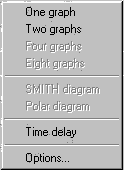 One graph
Two graphs
Four graphs
Eight graphs
SMITH diagram
Polar diagram
Time delay
Options...